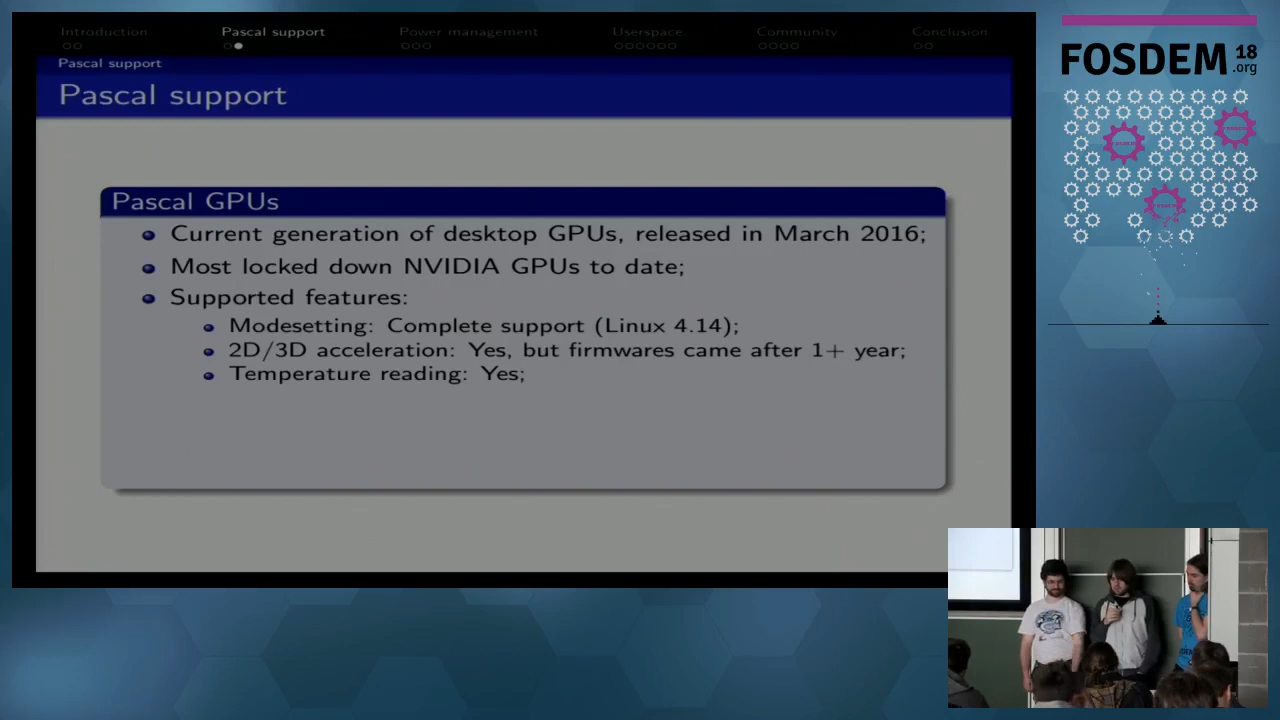 Introduction Pascal support Power management Userspace Community Conclusion
Pascal support
Pascal support
Pascal GPUs
Current generation of desktop GPUs, released in March 2016;
Most locked down NVIDIA GPUs to date;
Supported features:
Modesetting: Complete support (Linux 4.14);
2D/3D acceleration: Yes, but firmwares came after 1+ year;
Temperature reading: Yes;
FOSDEM 18
.org